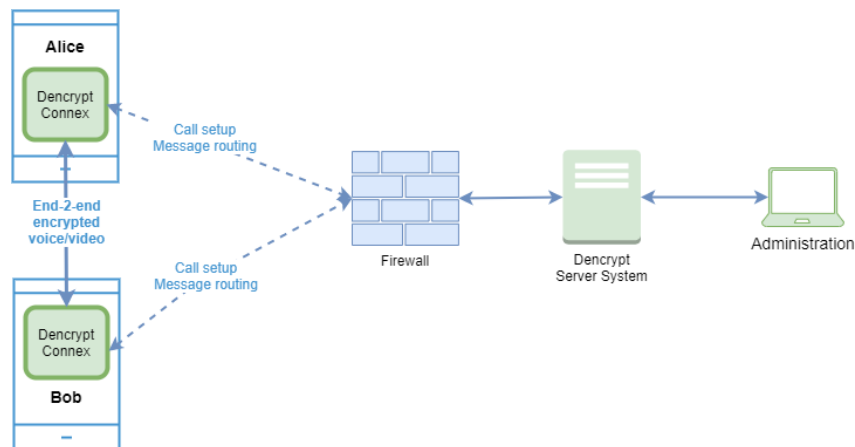 Alice
Dencrypt
Connex
Call setup
Message routing
End-2-end
encrypted
voice/video
Firewall
Dencrypt
Server System
Administration
Call setup
Message routing
Dencrypt
Connex
Bob